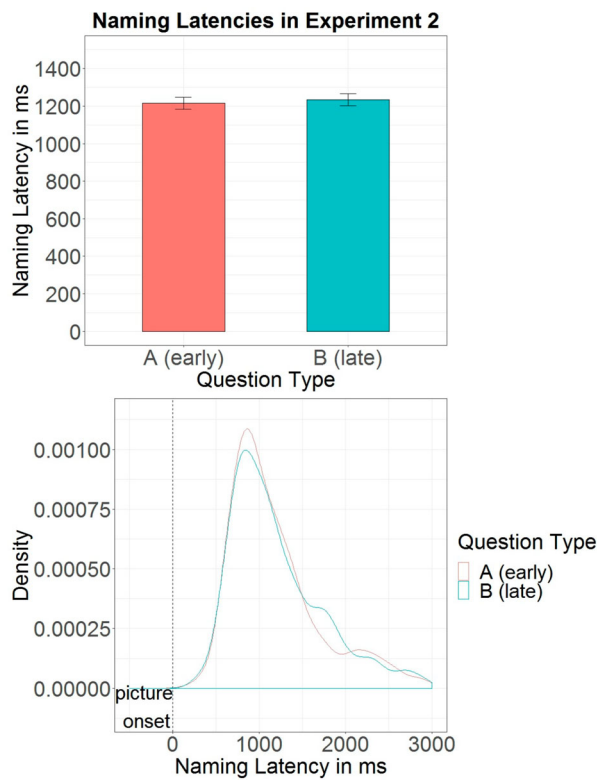 Naming Latencies in Experiment 2
Naming Latency in ms
1400
1200
1000
800
600
400
200
0
A (early)
B (late)
Question Type
Density
0.00100
0.00075
0.00050
0.00025
0.00000
picture
onset
0
1000
2000
3000
Naming Latency in ms
Question Type
A (early)
B (late)